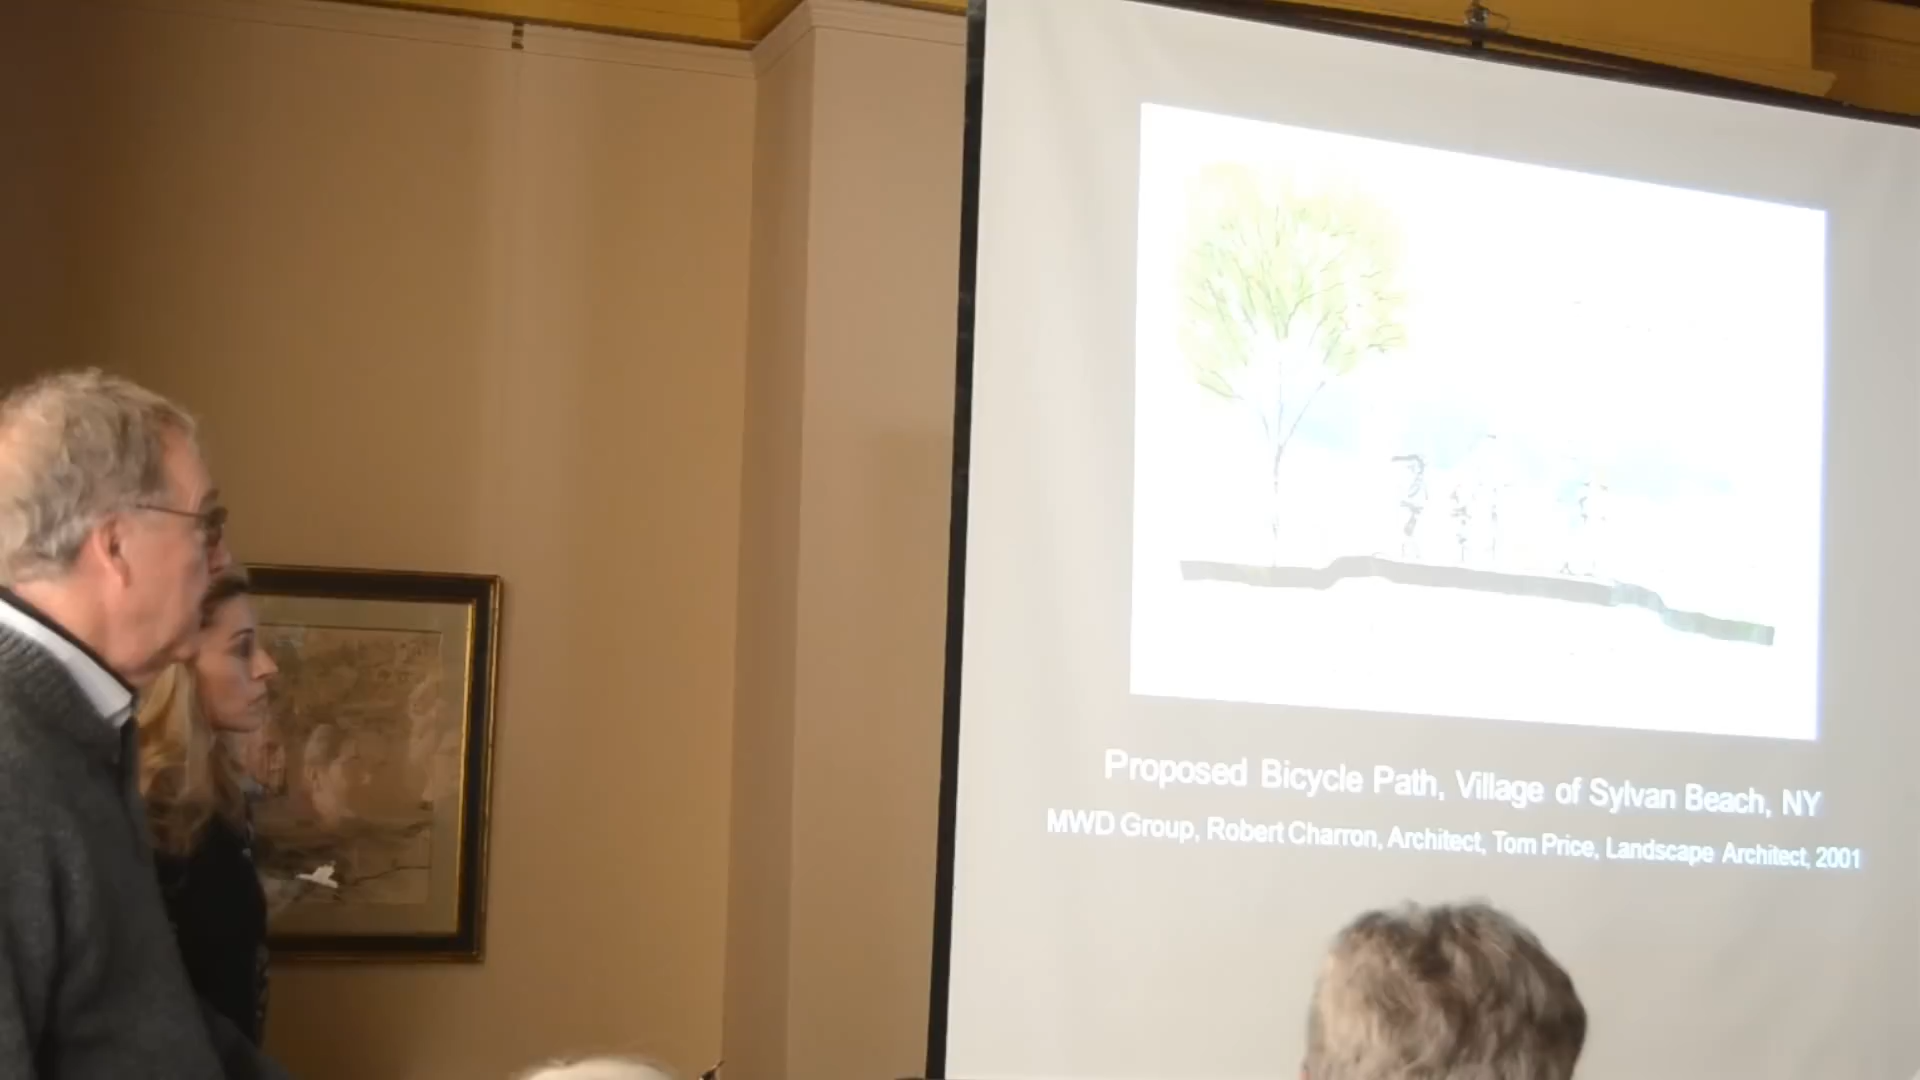 Proposed Bicycle Path, Village of Sylvan Beach, NY
MWD Group, Robert Charron, Architect, Tom Price, Landscape Architect, 2001